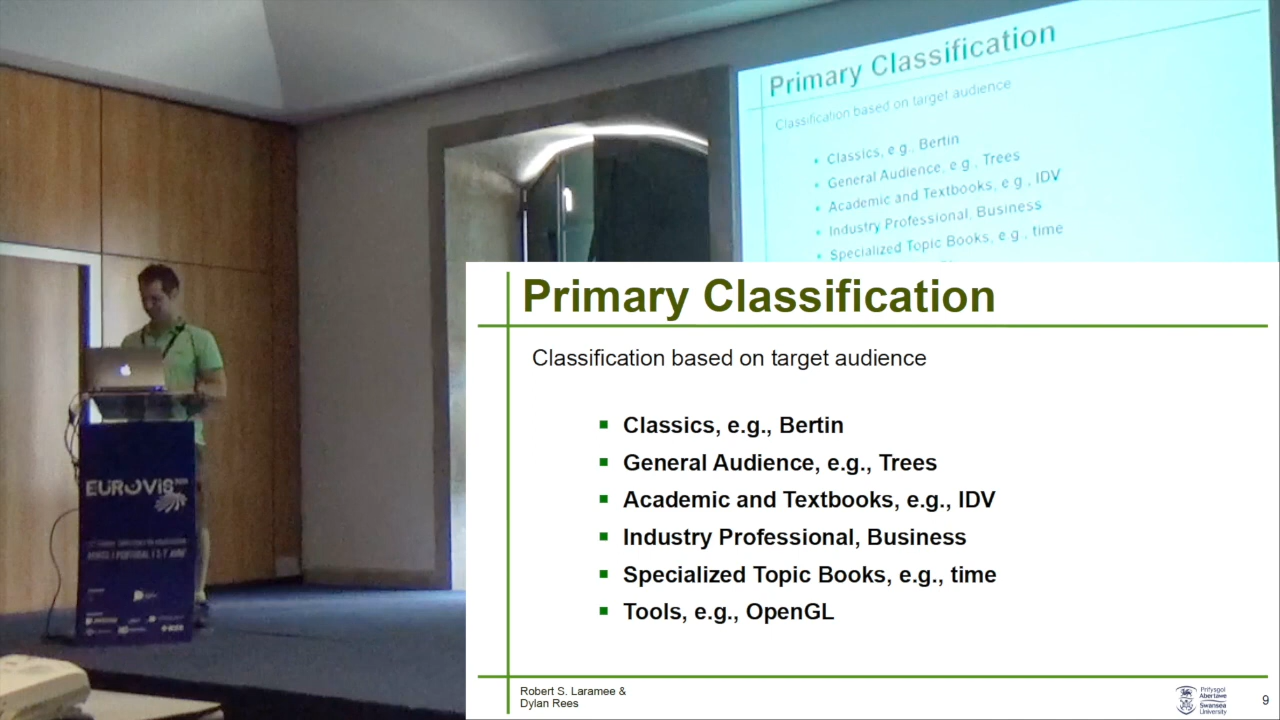 Primary Classification
Classification based on target audience
Classics, e.g., Bertin
General Audience, e.g., Trees
Academic and Textbooks, e.g., IDV
Industry Professional, Business
Specialized Topic Books, e.g., time
EUROVIS
Primary Classification
Classification based on target audience
Classics, e.g., Bertin
General Audience, e.g., Trees
Academic and Textbooks, e.g., IDV
Industry Professional, Business
Specialized Topic Books, e.g., time
Tools, e.g., OpenGL
Robert S. Laramee &
Dylan Rees
Prifysgol
Abertawe
Swansea
University
9